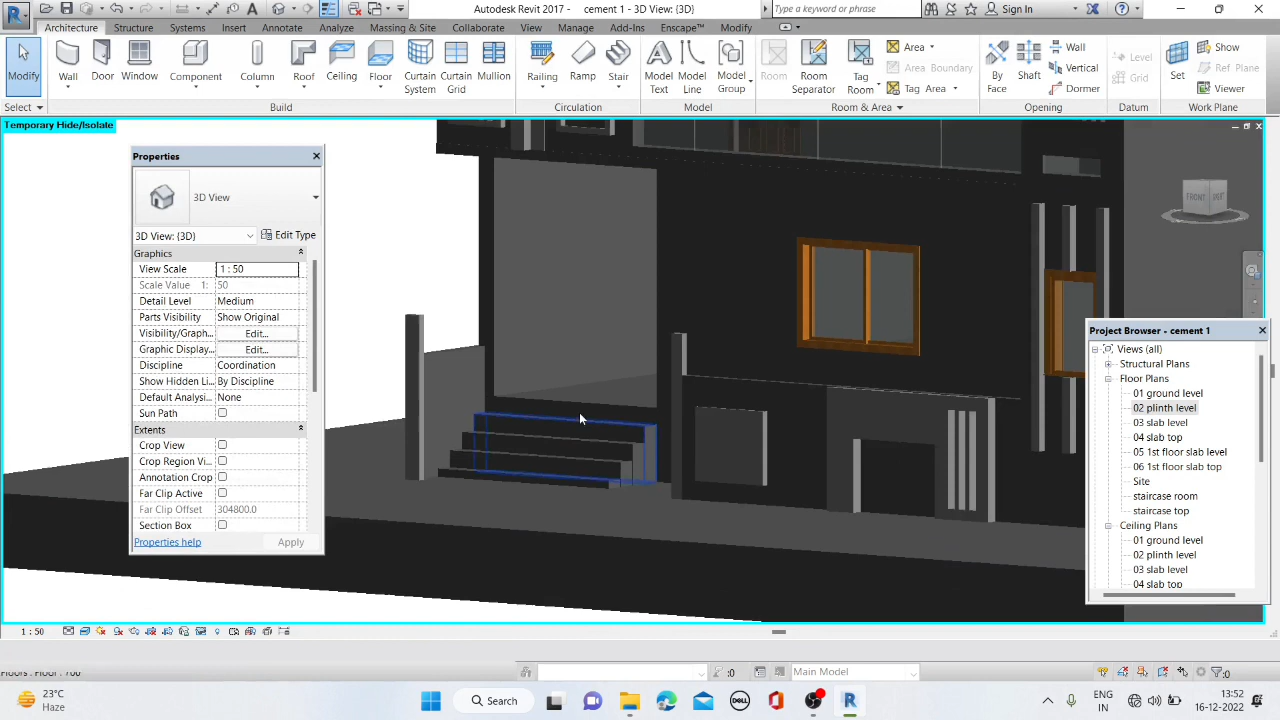 Autodesk Revit 2017 - cement 1 - 3D View: {3D}
Type a keyword or phrase
Sign In
Architecture Structure Systems Insert Annotate Analyze Massing & Site Collaborate View Manage Add-Ins Escape™ Modify
Modify Wall Door Window Component Column Roof Ceiling Floor Curtain System Curtain Grid Mullion Railing Ramp Stair Model Text Model Line Model Group Room Room Separator Tag Room
Area Area Boundary Tag Area
By Face Shaft Wall Vertical Dormer
Level Grid
Set Show Ref Plane Viewer
Select Build Circulation Model Room & Area Opening Datum Work Plane
Temporary Hide/Isolate
Properties
3D View
3D View: {3D} Edit Type
Graphics
View Scale 1 : 50
Scale Value 1: 50
Detail Level Medium
Parts Visibility Show Original
Visibility/Graph... Edit...
Graphic Display... Edit...
Discipline Coordination
Show Hidden Li... By Discipline
Default Analysi... None
Sun Path
Extents
Crop View
Crop Region Vi...
Annotation Crop
Far Clip Active
Far Clip Offset 304800.0
Section Box
Properties help Apply
FRONT
Project Browser - cement 1
Views (all)
Structural Plans
Floor Plans
01 ground level
02 plinth level
03 slab level
04 slab top
05 1st floor slab level
06 1st floor slab top
Site
staircase room
staircase top
Ceiling Plans
01 ground level
02 plinth level
03 slab level
04 slab top
1 : 50
Floors : Floor : 700
:0 Main Model :0
23°C
Haze
Search
ENG
IN
13:52
16-12-2022